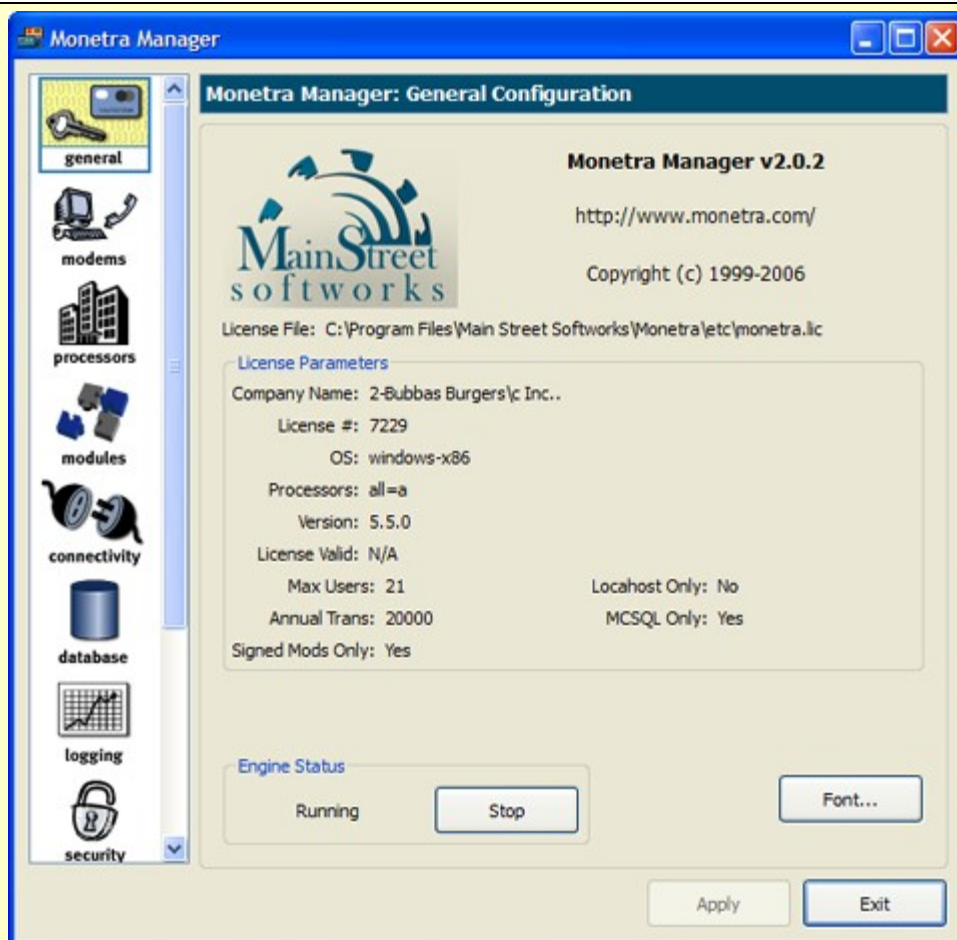 Monetra Manager
general
modems
processors
modules
connectivity
database
logging
security
Monetra Manager: General Configuration
MainStreet
softworks
Monetra Manager v2.0.2
http://www.monetra.com/
Copyright (c) 1999-2006
License File: C:\Program Files\Main Street Softworks\Monetra\etc\monetra.lic
License Parameters
Company Name: 2-Bubbas Burgers\c Inc..
License #: 7229
OS: windows-x86
Processors: all=a
Version: 5.5.0
License Valid: N/A
Max Users: 21 Locahost Only: No
Annual Trans: 20000 MCSQL Only: Yes
Signed Mods Only: Yes
Engine Status
Running Stop
Font...
Apply Exit